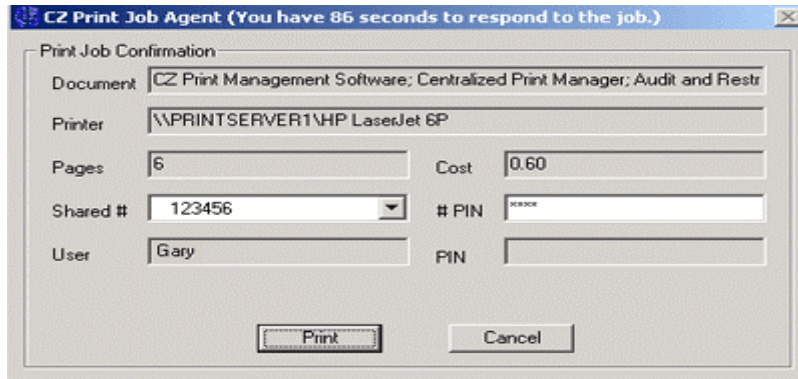 CZ Print Job Agent (You have 86 seconds to respond to the job.)
Print Job Confirmation
Document CZ Print Management Software; Centralized Print Manager; Audit and Restr
Printer \\PRINTSERVER1\HP LaserJet 6P
Pages 6 Cost 0.60
Shared # 123456 # PIN ****
User Gary PIN
Print Cancel